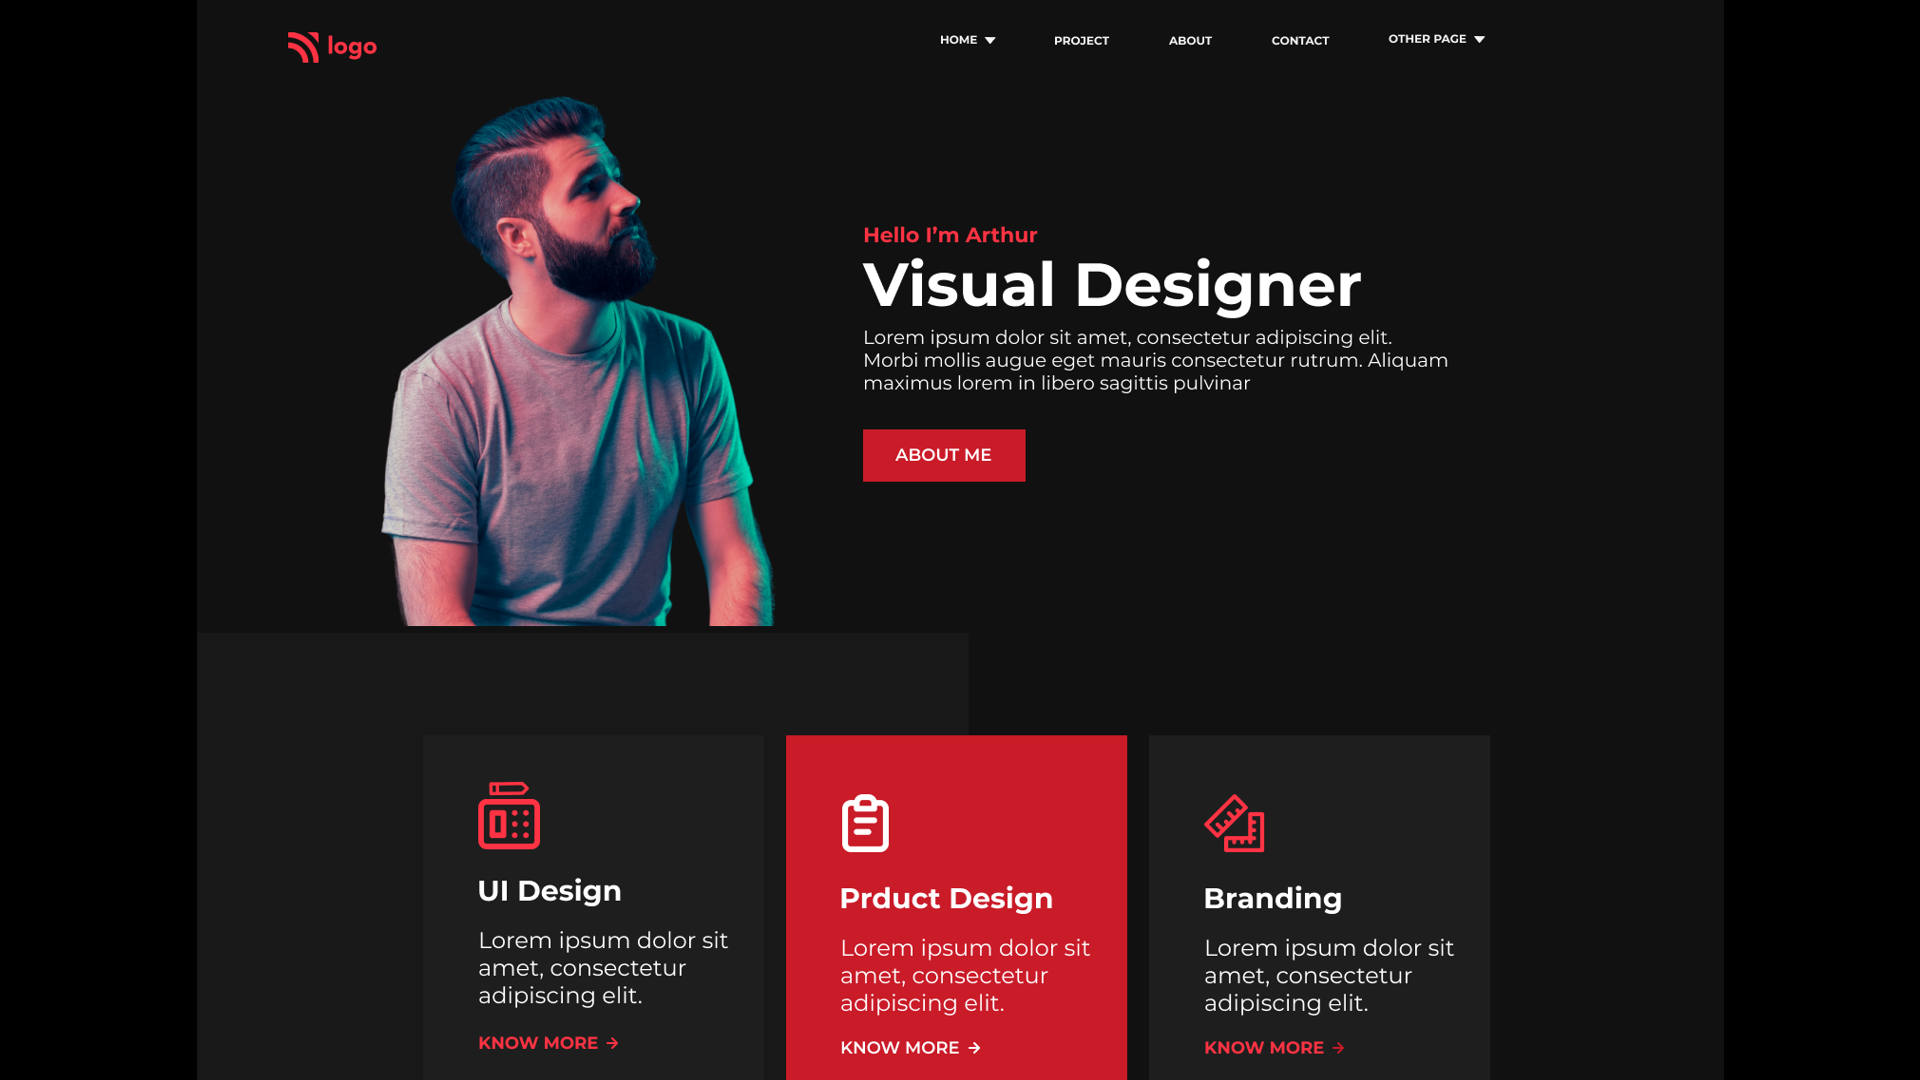 logo
HOME
PROJECT
ABOUT
CONTACT
OTHER PAGE
Hello I’m Arthur
Visual Designer
Lorem ipsum dolor sit amet, consectetur adipiscing elit.
Morbi mollis augue eget mauris consectetur rutrum. Aliquam
maximus lorem in libero sagittis pulvinar
ABOUT ME
UI Design
Lorem ipsum dolor sit
amet, consectetur
adipiscing elit.
KNOW MORE →
Prduct Design
Lorem ipsum dolor sit
amet, consectetur
adipiscing elit.
KNOW MORE →
Branding
Lorem ipsum dolor sit
amet, consectetur
adipiscing elit.
KNOW MORE →